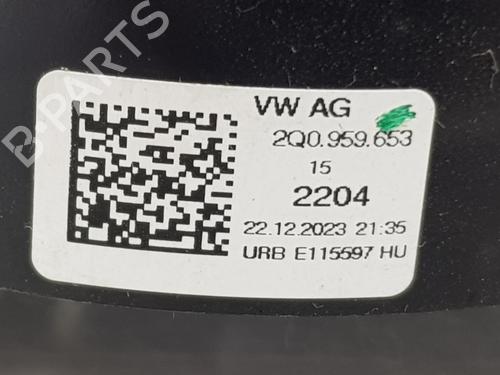 B-PARTS
VW AG
2Q0.959.653
15
2204
22.12.2023 21:35
URB E115597 HU